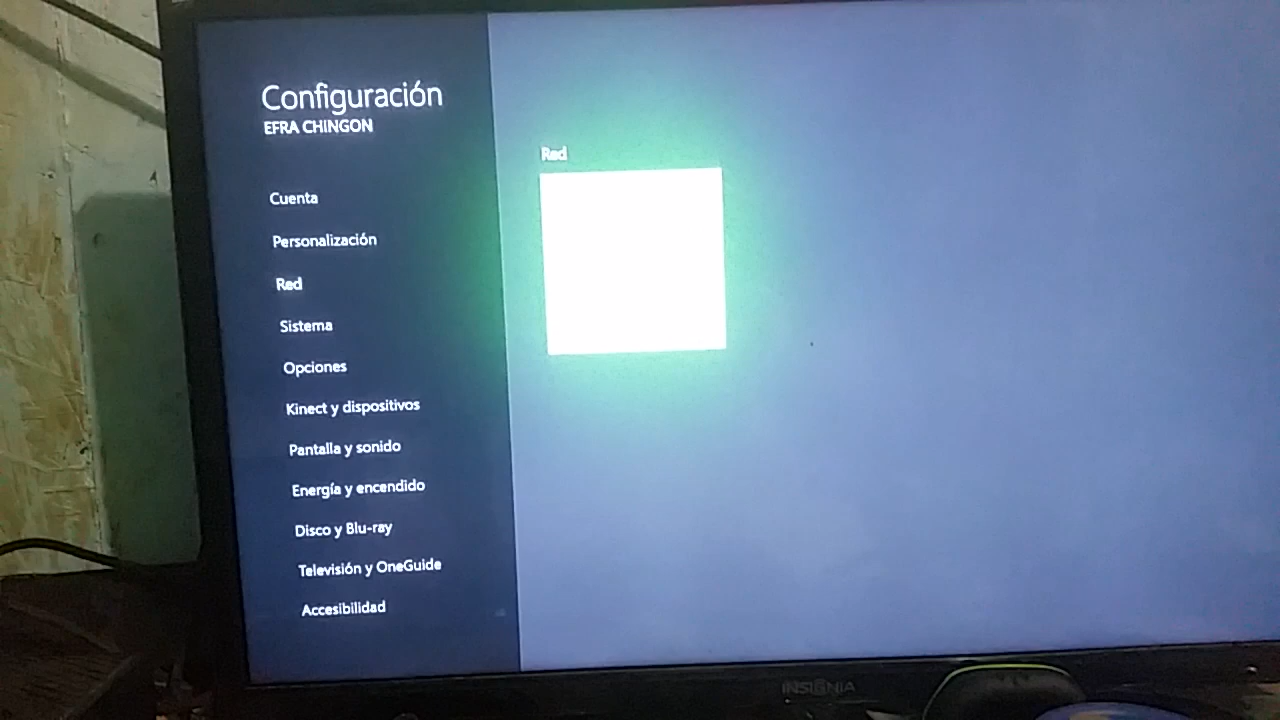 Configuración
EFRA CHINGON
Cuenta
Personalización
Red
Sistema
Opciones
Kinect y dispositivos
Pantalla y sonido
Energía y encendido
Disco y Blu-ray
Televisión y OneGuide
Accesibilidad
Red
INSIGNIA